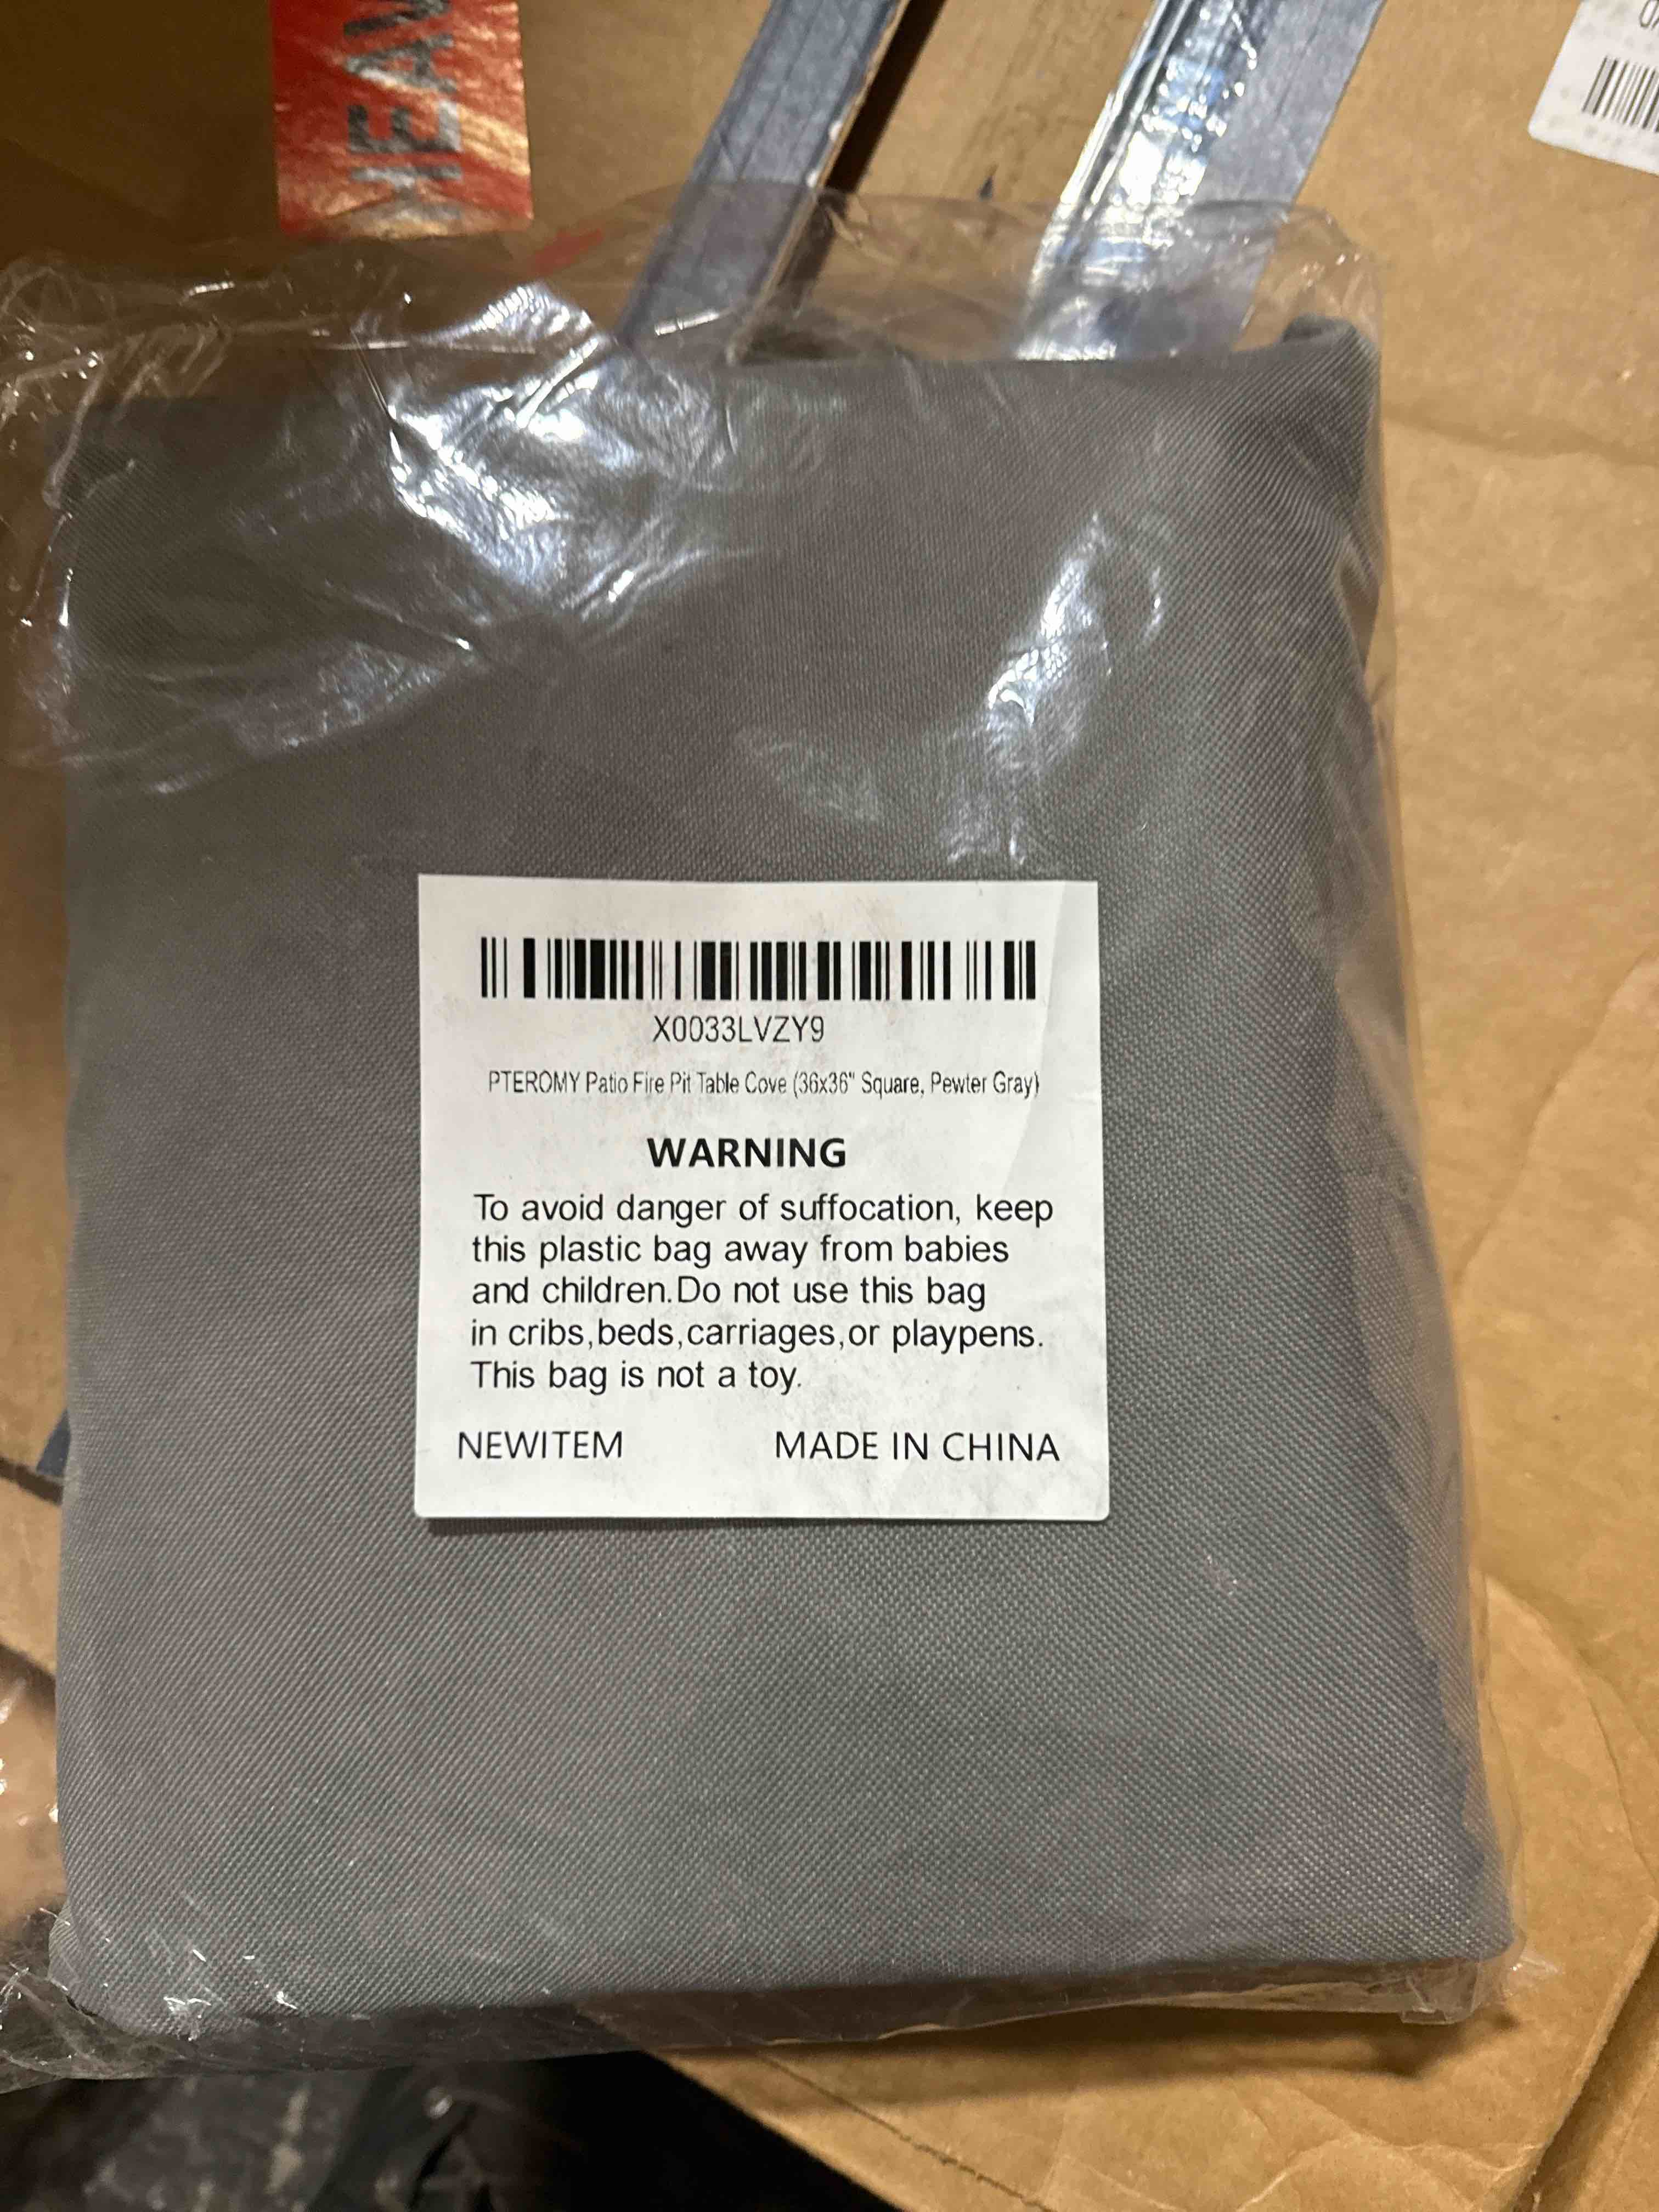 HEAV
X0033LVZY9
PTEROMY Patio Fire Pit Table Cove (36x36" Square, Pewter Gray)
WARNING
To avoid danger of suffocation, keep
this plastic bag away from babies
and children.Do not use this bag
in cribs,beds,carriages,or playpens.
This bag is not a toy.
NEWITEM MADE IN CHINA